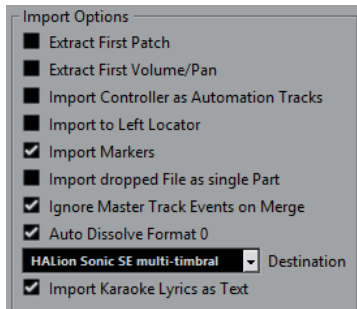 Import Options
Extract First Patch
Extract First Volume/Pan
Import Controller as Automation Tracks
Import to Left Locator
Import Markers
Import dropped File as single Part
Ignore Master Track Events on Merge
Auto Dissolve Format 0
HALion Sonic SE multi-timbral Destination
Import Karaoke Lyrics as Text